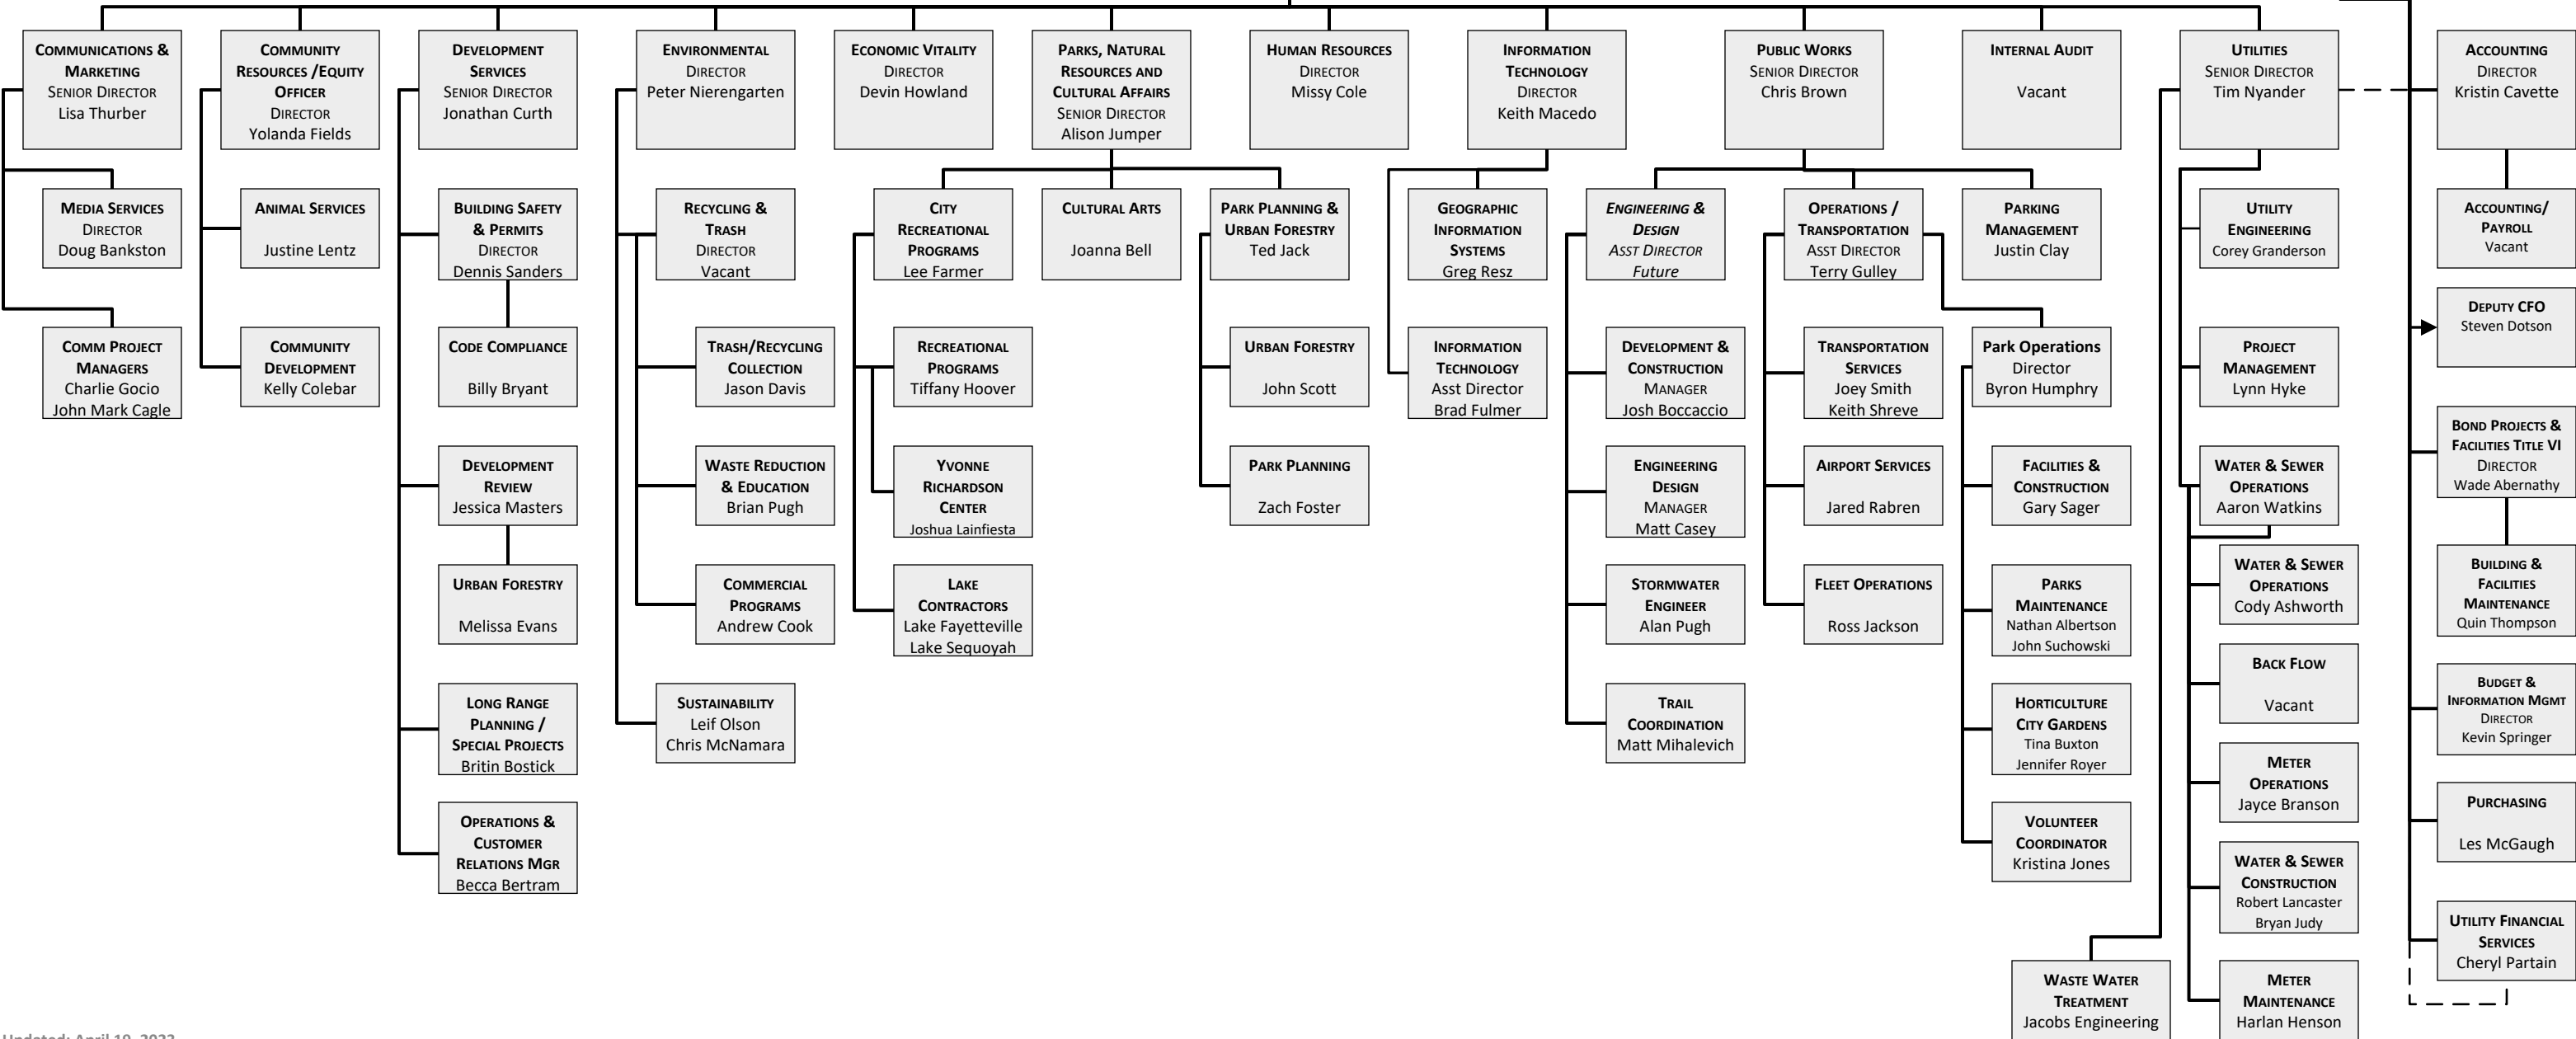 COMMUNICATIONS &
MARKETING
SENIOR DIRECTOR
Lisa Thurber
COMMUNITY
RESOURCES /EQUITY
OFFICER
DIRECTOR
Yolanda Fields
DEVELOPMENT
SERVICES
SENIOR DIRECTOR
Jonathan Curth
ENVIRONMENTAL
DIRECTOR
Peter Nierengarten
ECONOMIC VITALITY
DIRECTOR
Devin Howland
PARKS, NATURAL
RESOURCES AND
CULTURAL AFFAIRS
SENIOR DIRECTOR
Alison Jumper
HUMAN RESOURCES
DIRECTOR
Missy Cole
INFORMATION
TECHNOLOGY
DIRECTOR
Keith Macedo
PUBLIC WORKS
SENIOR DIRECTOR
Chris Brown
INTERNAL AUDIT
Vacant
UTILITIES
SENIOR DIRECTOR
Tim Nyander
ACCOUNTING
DIRECTOR
Kristin Cavette
MEDIA SERVICES
DIRECTOR
Doug Bankston
ANIMAL SERVICES
Justine Lentz
BUILDING SAFETY
& PERMITS
DIRECTOR
Dennis Sanders
RECYCLING &
TRASH
DIRECTOR
Vacant
CITY
RECREATIONAL
PROGRAMS
Lee Farmer
CULTURAL ARTS
Joanna Bell
PARK PLANNING &
URBAN FORESTRY
Ted Jack
GEOGRAPHIC
INFORMATION
SYSTEMS
Greg Resz
ENGINEERING &
DESIGN
ASST DIRECTOR
Future
OPERATIONS /
TRANSPORTATION
ASST DIRECTOR
Terry Gulley
PARKING
MANAGEMENT
Justin Clay
UTILITY
ENGINEERING
Corey Granderson
ACCOUNTING/
PAYROLL
Vacant
DEPUTY CFO
Steven Dotson
COMM PROJECT
MANAGERS
Charlie Gocio
John Mark Cagle
COMMUNITY
DEVELOPMENT
Kelly Colebar
CODE COMPLIANCE
Billy Bryant
TRASH/RECYCLING
COLLECTION
Jason Davis
RECREATIONAL
PROGRAMS
Tiffany Hoover
URBAN FORESTRY
John Scott
INFORMATION
TECHNOLOGY
Asst Director
Brad Fulmer
DEVELOPMENT &
CONSTRUCTION
MANAGER
Josh Boccaccio
TRANSPORTATION
SERVICES
Joey Smith
Keith Shreve
Park Operations
Director
Byron Humphry
PROJECT
MANAGEMENT
Lynn Hyke
BOND PROJECTS &
FACILITIES TITLE VI
DIRECTOR
Wade Abernathy
DEVELOPMENT
REVIEW
Jessica Masters
WASTE REDUCTION
& EDUCATION
Brian Pugh
YVONNE
RICHARDSON
CENTER
Joshua Lainfiesta
PARK PLANNING
Zach Foster
ENGINEERING
DESIGN
MANAGER
Matt Casey
AIRPORT SERVICES
Jared Rabren
FACILITIES &
CONSTRUCTION
Gary Sager
WATER & SEWER
OPERATIONS
Aaron Watkins
WATER & SEWER
OPERATIONS
Cody Ashworth
BUILDING &
FACILITIES
MAINTENANCE
Quin Thompson
URBAN FORESTRY
Melissa Evans
COMMERCIAL
PROGRAMS
Andrew Cook
LAKE
CONTRACTORS
Lake Fayetteville
Lake Sequoyah
STORMWATER
ENGINEER
Alan Pugh
FLEET OPERATIONS
Ross Jackson
PARKS
MAINTENANCE
Nathan Albertson
John Suchowski
BACK FLOW
Vacant
BUDGET &
INFORMATION MGMT
DIRECTOR
Kevin Springer
LONG RANGE
PLANNING /
SPECIAL PROJECTS
Britin Bostick
SUSTAINABILITY
Leif Olson
Chris McNamara
TRAIL
COORDINATION
Matt Mihalevich
HORTICULTURE
CITY GARDENS
Tina Buxton
Jennifer Royer
METER
OPERATIONS
Jayce Branson
PURCHASING
Les McGaugh
OPERATIONS &
CUSTOMER
RELATIONS MGR
Becca Bertram
VOLUNTEER
COORDINATOR
Kristina Jones
WATER & SEWER
CONSTRUCTION
Robert Lancaster
Bryan Judy
UTILITY FINANCIAL
SERVICES
Cheryl Partain
WASTE WATER
TREATMENT
Jacobs Engineering
METER
MAINTENANCE
Harlan Henson
Updated: April